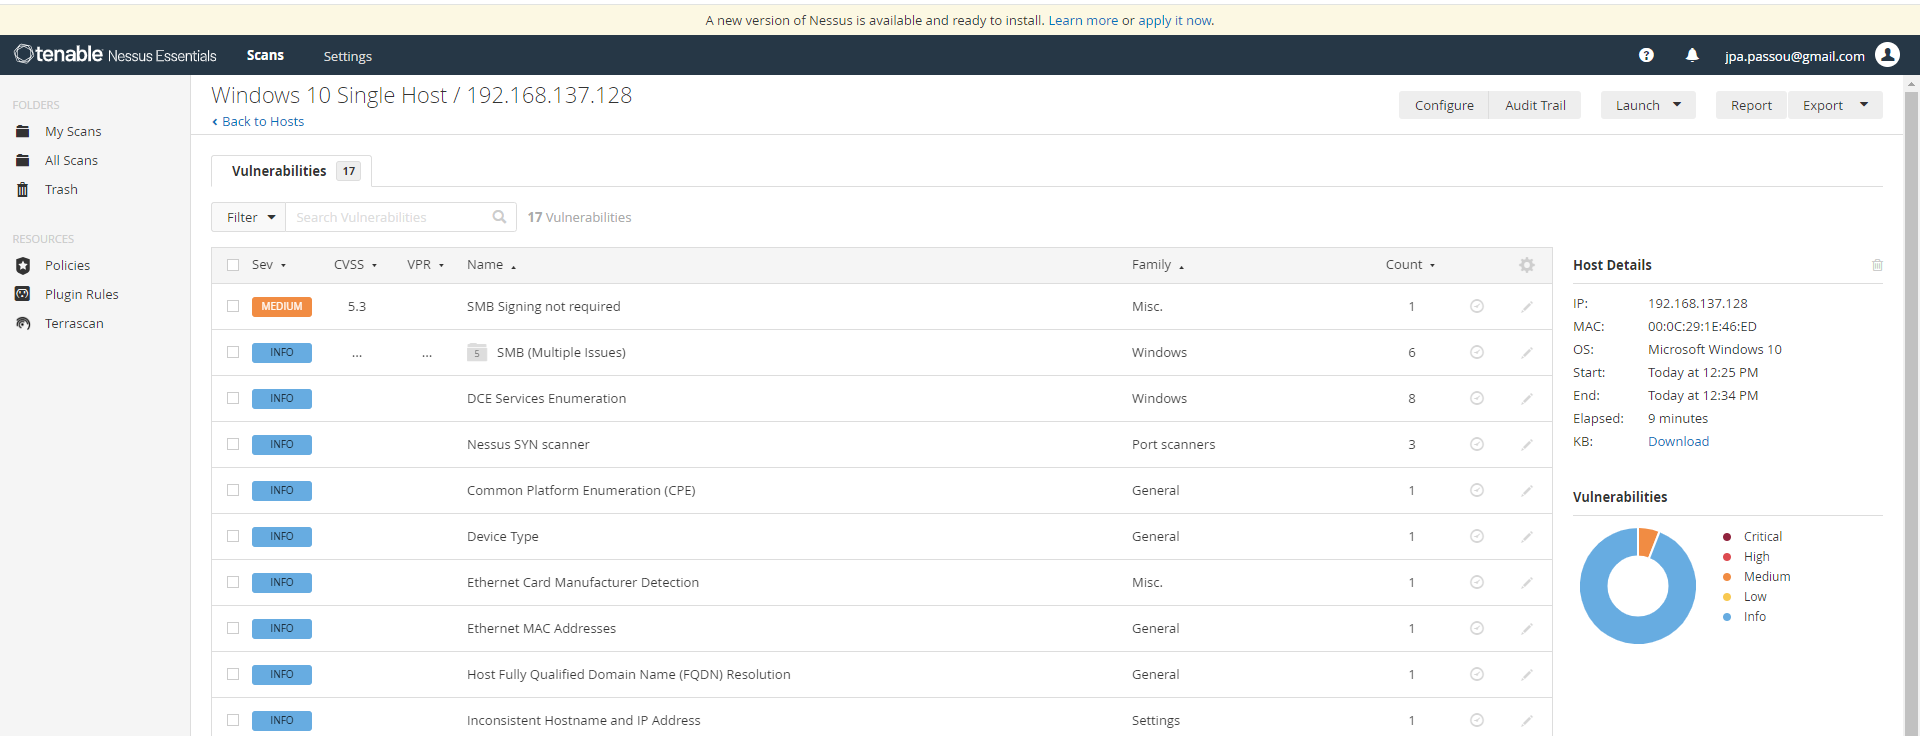 A new version of Nessus is available and ready to install. Learn more or apply it now.
tenable Nessus Essentials Scans Settings jpa.passou@gmail.com
FOLDERS
My Scans
All Scans
Trash
RESOURCES
Policies
Plugin Rules
Terrascan
Windows 10 Single Host / 192.168.137.128
Back to Hosts
Configure Audit Trail Launch Report Export
Vulnerabilities 17
Filter Search Vulnerabilities 17 Vulnerabilities
Sev CVSS VPR Name Family Count
MEDIUM 5.3 SMB Signing not required Misc. 1
INFO ... ... 5 SMB (Multiple Issues) Windows 6
INFO DCE Services Enumeration Windows 8
INFO Nessus SYN scanner Port scanners 3
INFO Common Platform Enumeration (CPE) General 1
INFO Device Type General 1
INFO Ethernet Card Manufacturer Detection Misc. 1
INFO Ethernet MAC Addresses General 1
INFO Host Fully Qualified Domain Name (FQDN) Resolution General 1
INFO Inconsistent Hostname and IP Address Settings 1
Host Details
IP: 192.168.137.128
MAC: 00:0C:29:1E:46:ED
OS: Microsoft Windows 10
Start: Today at 12:25 PM
End: Today at 12:34 PM
Elapsed: 9 minutes
KB: Download
Vulnerabilities
Critical
High
Medium
Low
Info